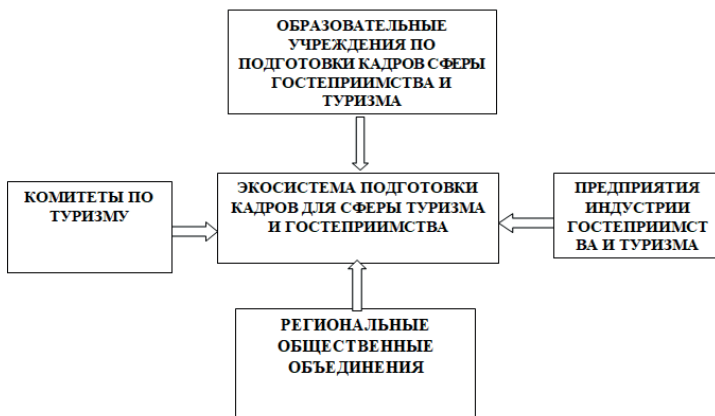 ОБРАЗОВАТЕЛЬНЫЕ
УЧРЕЖДЕНИЯ ПО
ПОДГОТОВКИ КАДРОВ СФЕРЫ
ГОСТЕПРИИМСТВА И
ТУРИЗМА
КОМИТЕТЫ ПО
ТУРИЗМУ
ЭКОСИСТЕМА ПОДГОТОВКИ
КАДРОВ ДЛЯ СФЕРЫ ТУРИЗМА
И ГОСТЕПРИИМСТВА
ПРЕДПРИЯТИЯ
ИНДУСТРИИ
ГОСТЕПРИИМСТ
ВА И ТУРИЗМА
РЕГИОНАЛЬНЫЕ
ОБЩЕСТВЕННЫЕ
ОБЪЕДИНЕНИЯ